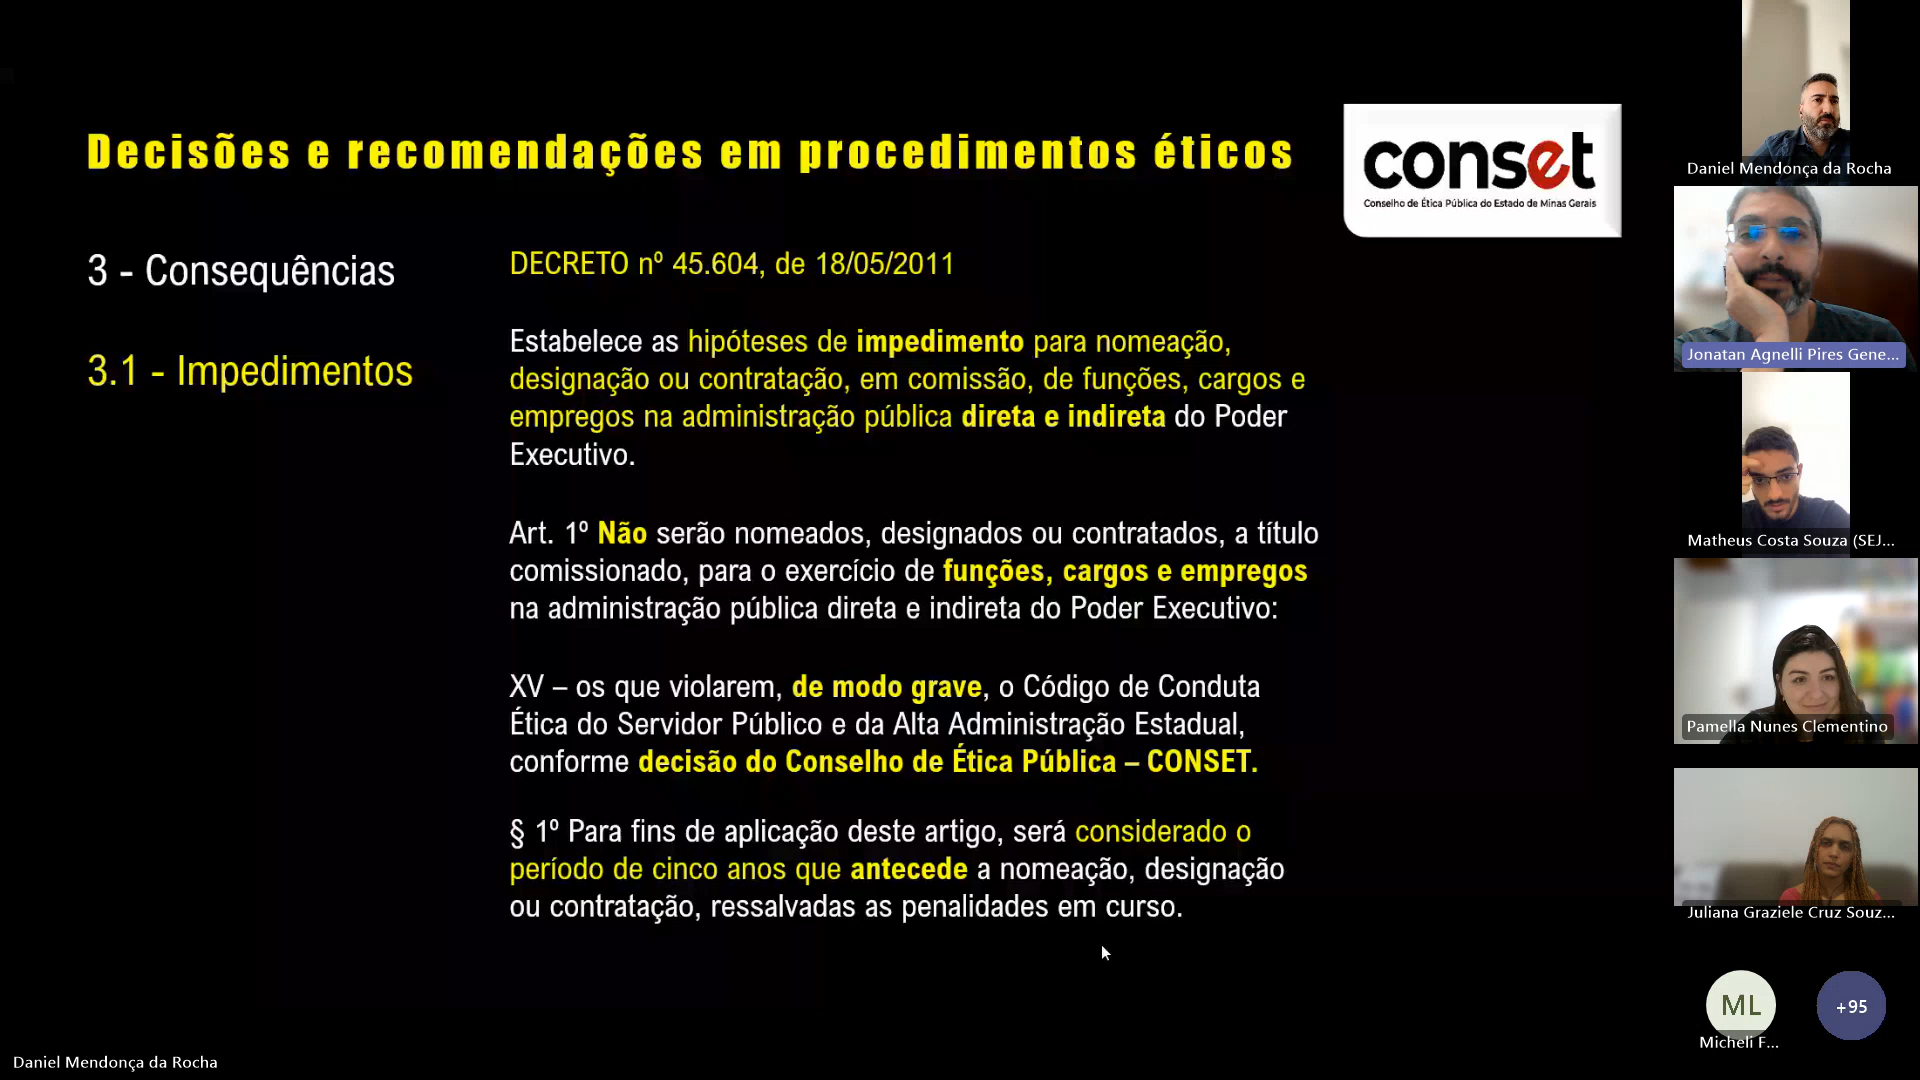 Decisões e recomendações em procedimentos éticos
conset
Conselho de Ética Pública do Estado de Minas Gerais
3 - Consequências
3.1 - Impedimentos
DECRETO nº 45.604, de 18/05/2011
Estabelece as hipóteses de impedimento para nomeação,
designação ou contratação, em comissão, de funções, cargos e
empregos na administração pública direta e indireta do Poder
Executivo.
Art. 1º Não serão nomeados, designados ou contratados, a título
comissionado, para o exercício de funções, cargos e empregos
na administração pública direta e indireta do Poder Executivo:
XV – os que violarem, de modo grave, o Código de Conduta
Ética do Servidor Público e da Alta Administração Estadual,
conforme decisão do Conselho de Ética Pública – CONSET.
§ 1º Para fins de aplicação deste artigo, será considerado o
período de cinco anos que antecede a nomeação, designação
ou contratação, ressalvadas as penalidades em curso.
Daniel Mendonça da Rocha
Jonatan Agnelli Pires Gene...
Matheus Costa Souza (SEJ...
Pamella Nunes Clementino
Juliana Graziele Cruz Souz...
ML
+95
Micheli F...
Daniel Mendonça da Rocha